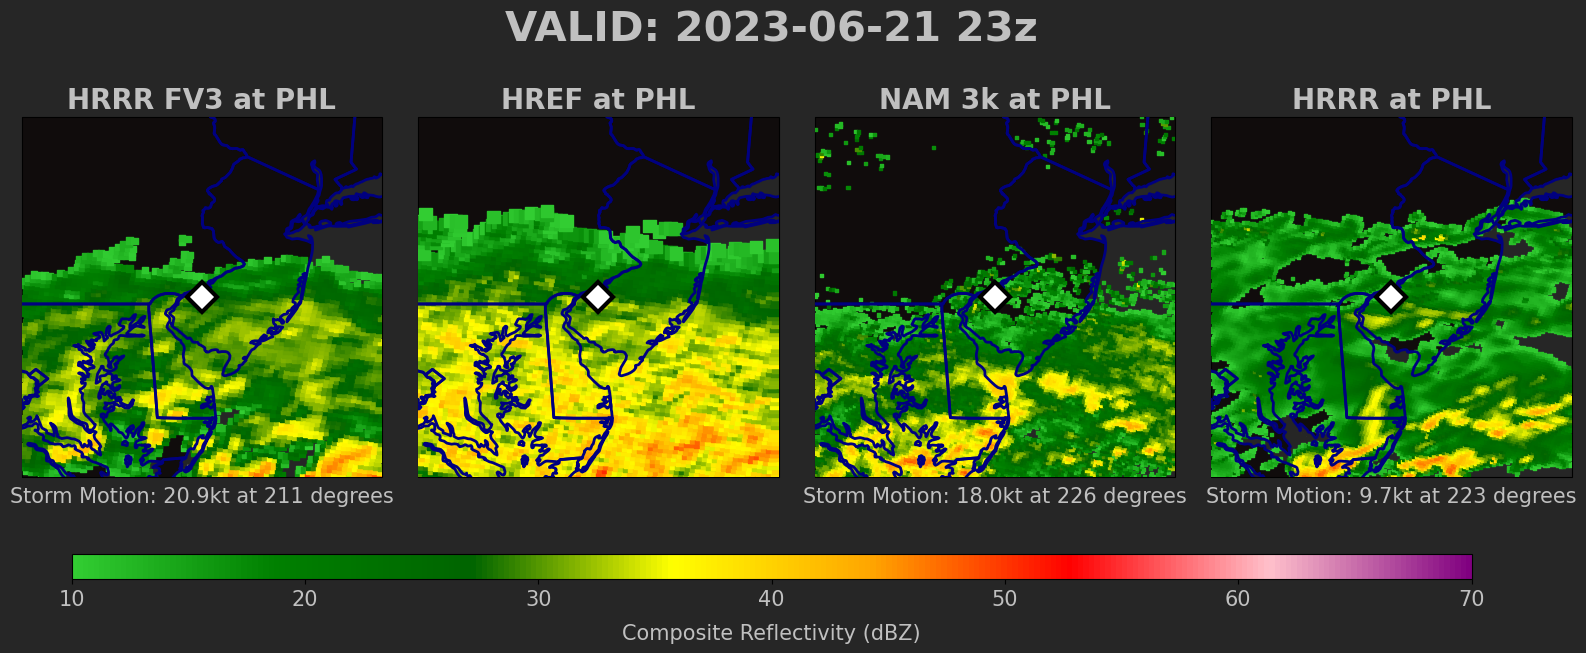 VALID: 2023-06-21 23z
HRRR FV3 at PHL
HREF at PHL
NAM 3k at PHL
HRRR at PHL
Storm Motion: 20.9kt at 211 degrees
Storm Motion: 18.0kt at 226 degrees
Storm Motion: 9.7kt at 223 degrees
10 20 30 40 50 60 70
Composite Reflectivity (dBZ)